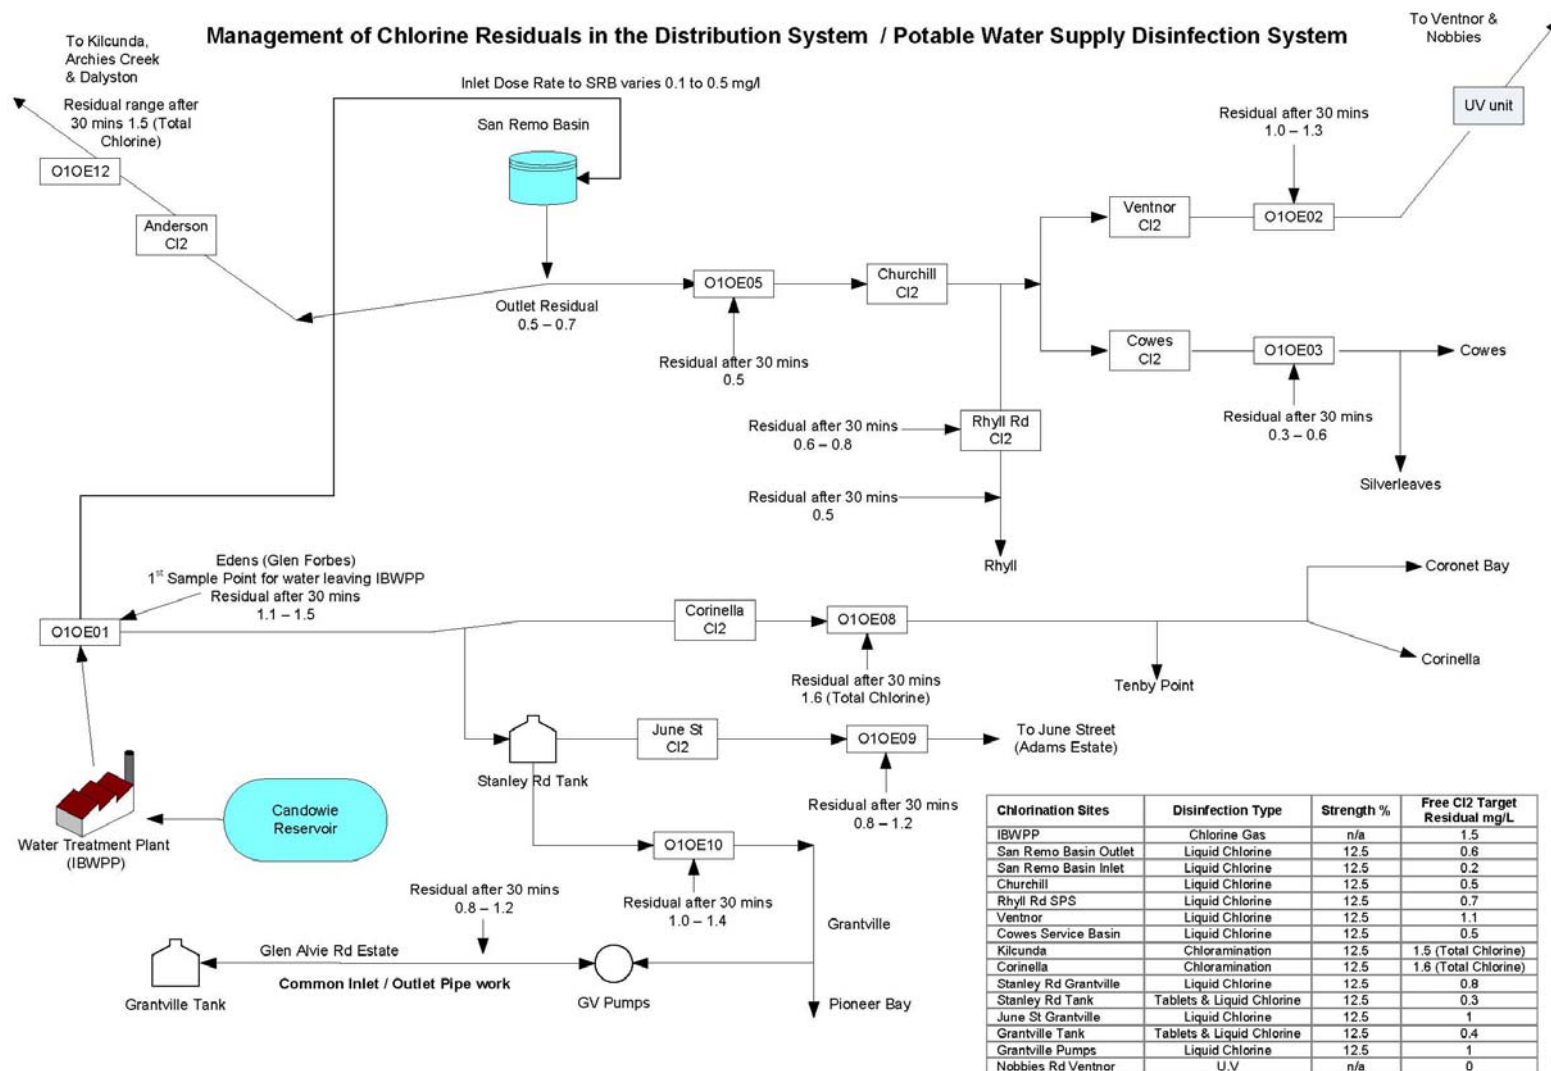 Management of Chlorine Residuals in the Distribution System / Potable Water Supply Disinfection System
To Kilcunda,
Archies Creek
& Dalyston
Residual range after
30 mins 1.5 (Total
Chlorine)
O1OE12
Anderson
Cl2
Inlet Dose Rate to SRB varies 0.1 to 0.5 mg/l
San Remo Basin
Outlet Residual
0.5 – 0.7
O1OE05
Residual after 30 mins
0.5
Churchill
Cl2
To Ventnor &
Nobbies
UV unit
Residual after 30 mins
1.0 – 1.3
Ventnor
Cl2
O1OE02
Cowes
Cl2
O1OE03
Cowes
Residual after 30 mins
0.3 – 0.6
Silverleaves
Residual after 30 mins
0.6 – 0.8
Rhyll Rd
Cl2
Residual after 30 mins
0.5
Rhyll
Edens (Glen Forbes)
1st Sample Point for water leaving IBWPP
Residual after 30 mins
1.1 – 1.5
O1OE01
Corinella
Cl2
O1OE08
Residual after 30 mins
1.6 (Total Chlorine)
Coronet Bay
Corinella
Tenby Point
Stanley Rd Tank
June St
Cl2
O1OE09
To June Street
(Adams Estate)
Residual after 30 mins
0.8 – 1.2
Candowie
Reservoir
Water Treatment Plant
(IBWPP)
O1OE10
Residual after 30 mins
1.0 – 1.4
Residual after 30 mins
0.8 – 1.2
Grantville
Glen Alvie Rd Estate
Common Inlet / Outlet Pipe work
Grantville Tank
GV Pumps
Pioneer Bay
Chlorination Sites Disinfection Type Strength % Free Cl2 Target Residual mg/L
IBWPP Chlorine Gas n/a 1.5
San Remo Basin Outlet Liquid Chlorine 12.5 0.6
San Remo Basin Inlet Liquid Chlorine 12.5 0.2
Churchill Liquid Chlorine 12.5 0.5
Rhyll Rd SPS Liquid Chlorine 12.5 0.7
Ventnor Liquid Chlorine 12.5 1.1
Cowes Service Basin Liquid Chlorine 12.5 0.5
Kilcunda Chloramination 12.5 1.5 (Total Chlorine)
Corinella Chloramination 12.5 1.6 (Total Chlorine)
Stanley Rd Grantville Liquid Chlorine 12.5 0.8
Stanley Rd Tank Tablets & Liquid Chlorine 12.5 0.3
June St Grantville Liquid Chlorine 12.5 1
Grantville Tank Tablets & Liquid Chlorine 12.5 0.4
Grantville Pumps Liquid Chlorine 12.5 1
Nobbies Rd Ventnor U.V n/a 0